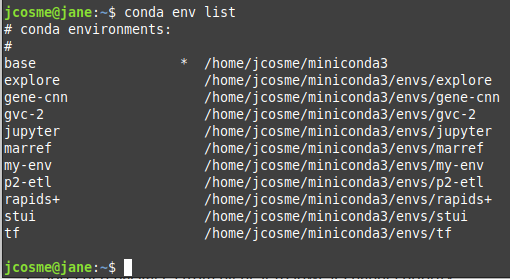 jcosme@jane:~$ conda env list
# conda environments:
#
base                  *  /home/jcosme/miniconda3
explore                  /home/jcosme/miniconda3/envs/explore
gene-cnn                 /home/jcosme/miniconda3/envs/gene-cnn
gvc-2                    /home/jcosme/miniconda3/envs/gvc-2
jupyter                  /home/jcosme/miniconda3/envs/jupyter
marref                   /home/jcosme/miniconda3/envs/marref
my-env                   /home/jcosme/miniconda3/envs/my-env
p2-etl                   /home/jcosme/miniconda3/envs/p2-etl
rapids+                  /home/jcosme/miniconda3/envs/rapids+
stui                     /home/jcosme/miniconda3/envs/stui
tf                       /home/jcosme/miniconda3/envs/tf
jcosme@jane:~$